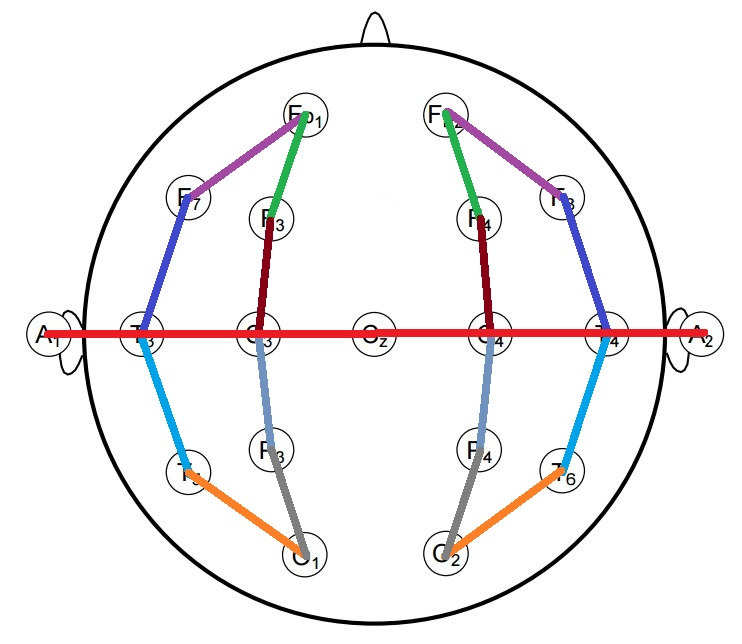 Fp1 Fp2
F7 F3 F4 F8
A1 T3 C3 Cz C4 T4 A2
T5 P3 P4 T6
O1 O2